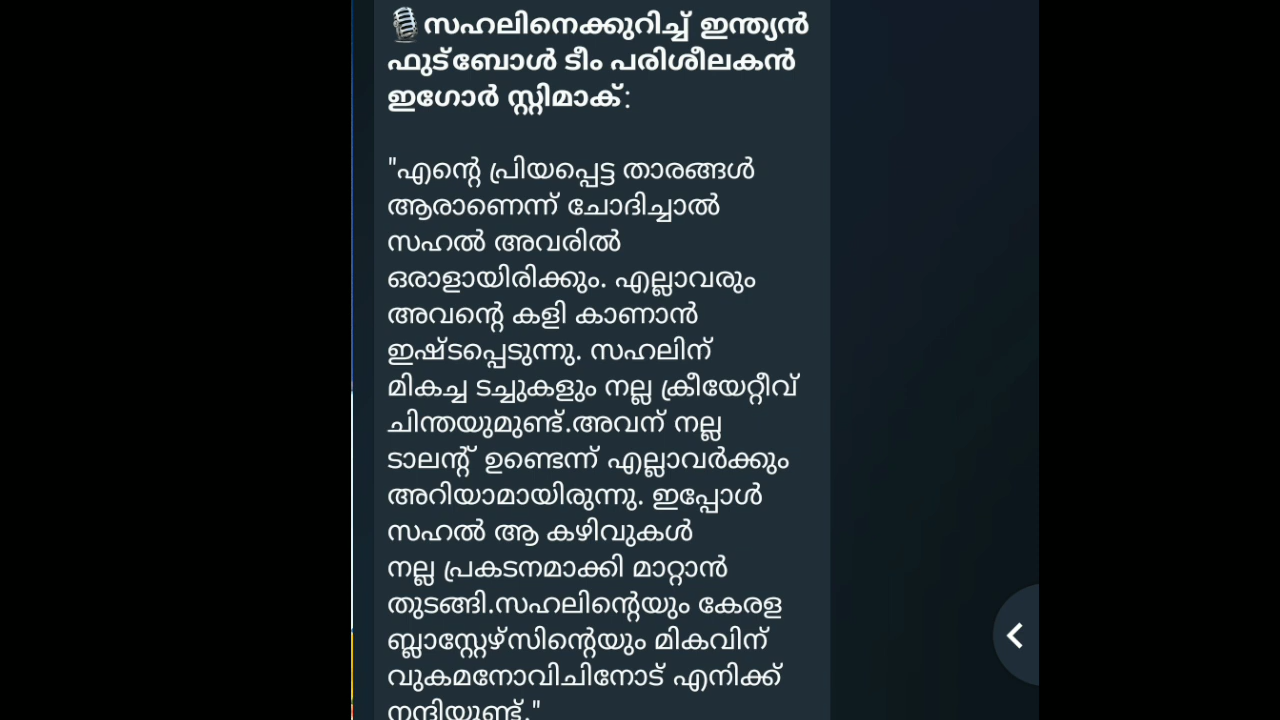 🎙️സഹലിനെക്കുറിച്ച് ഇന്ത്യൻ
ഫുട്ബോൾ ടീം പരിശീലകൻ
ഇഗോർ സ്റ്റിമാക്:
"എന്റെ പ്രിയപ്പെട്ട താരങ്ങൾ
ആരാണെന്ന് ചോദിച്ചാൽ
സഹൽ അവരിൽ
ഒരാളായിരിക്കും. എല്ലാവരും
അവന്റെ കളി കാണാൻ
ഇഷ്ടപ്പെടുന്നു. സഹലിന്
മികച്ച ടച്ചുകളും നല്ല ക്രീയേറ്റീവ്
ചിന്തയുമുണ്ട്.അവന് നല്ല
ടാലന്റ് ഉണ്ടെന്ന് എല്ലാവർക്കും
അറിയാമായിരുന്നു. ഇപ്പോൾ
സഹൽ ആ കഴിവുകൾ
നല്ല പ്രകടനമാക്കി മാറ്റാൻ
തുടങ്ങി.സഹലിന്റെയും കേരള
ബ്ലാസ്റ്റേഴ്‌സിന്റെയും മികവിന്
വുകമനോവിചിനോട് എനിക്ക്
നന്ദിയുണ്ട്."